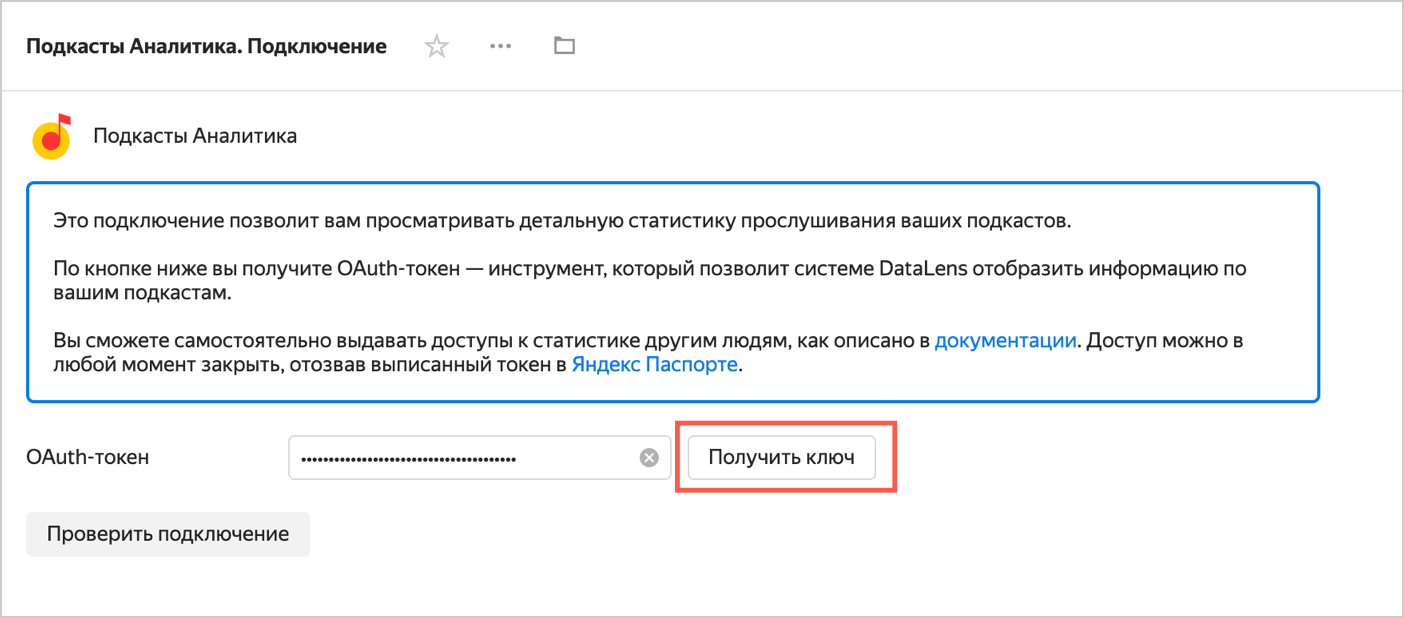 Подкасты Аналитика. Подключение
Подкасты Аналитика
Это подключение позволит вам просматривать детальную статистику прослушивания ваших подкастов.
По кнопке ниже вы получите OAuth-токен — инструмент, который позволит системе DataLens отобразить информацию по
вашим подкастам.
Вы сможете самостоятельно выдавать доступы к статистике другим людям, как описано в документации. Доступ можно в
любой момент закрыть, отозвав выписанный токен в Яндекс Паспорте.
OAuth-токен
Получить ключ
Проверить подключение